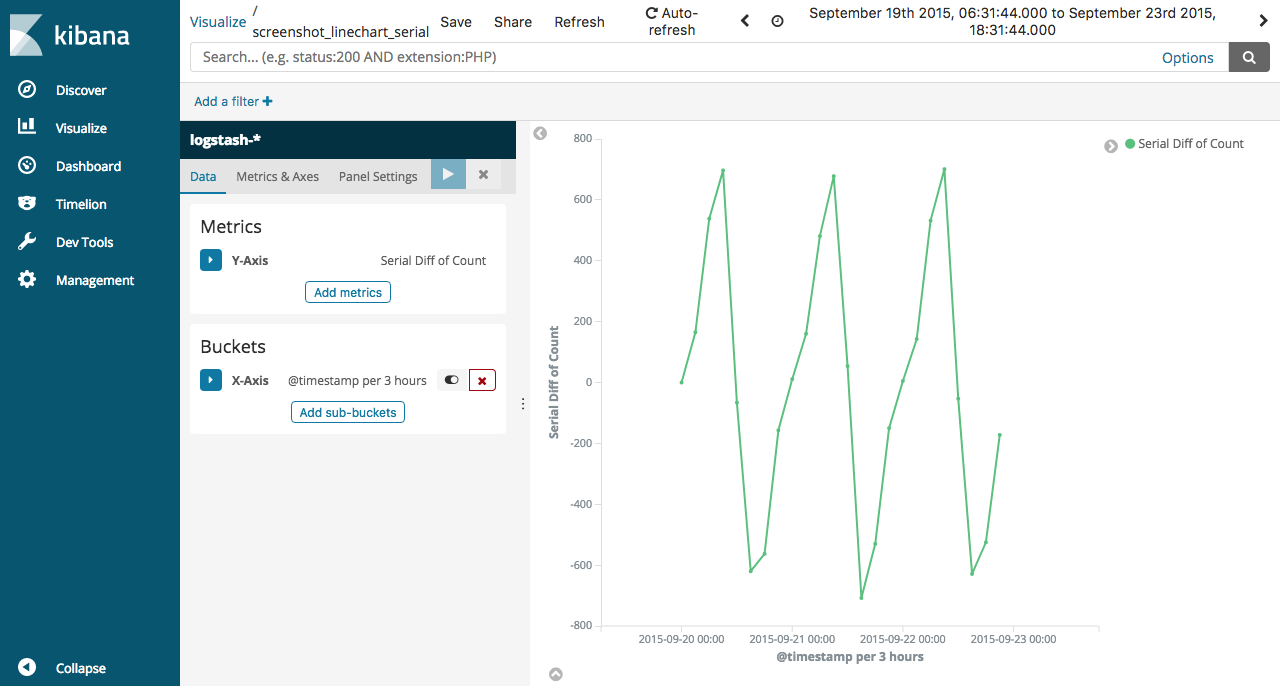 kibana
Discover
Visualize
Dashboard
Timelion
Dev Tools
Management
Collapse
Visualize / screenshot_linechart_serial
Save
Share
Refresh
Auto-refresh
September 19th 2015, 06:31:44.000 to September 23rd 2015,
18:31:44.000
Search... (e.g. status:200 AND extension:PHP)
Options
Add a filter +
logstash-*
Data
Metrics & Axes
Panel Settings
Metrics
Y-Axis
Serial Diff of Count
Add metrics
Buckets
X-Axis
@timestamp per 3 hours
Add sub-buckets
Serial Diff of Count
800
600
400
200
0
-200
-400
-600
-800
Serial Diff of Count
2015-09-20 00:00
2015-09-21 00:00
2015-09-22 00:00
2015-09-23 00:00
@timestamp per 3 hours